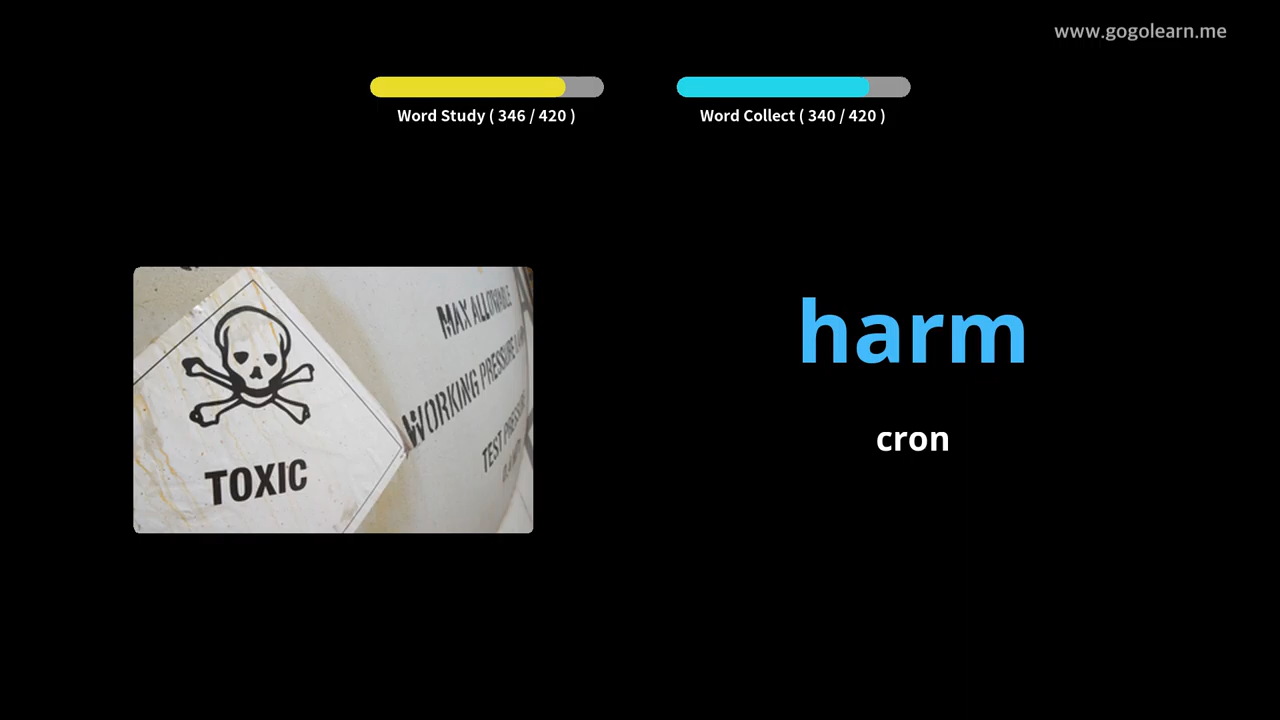 www.gogolearn.me
Word Study ( 346 / 420 )
Word Collect ( 340 / 420 )
harm
cron
MAX ALLOWABLE
WORKING PRESSURE
TEST PRESSURE
TOXIC